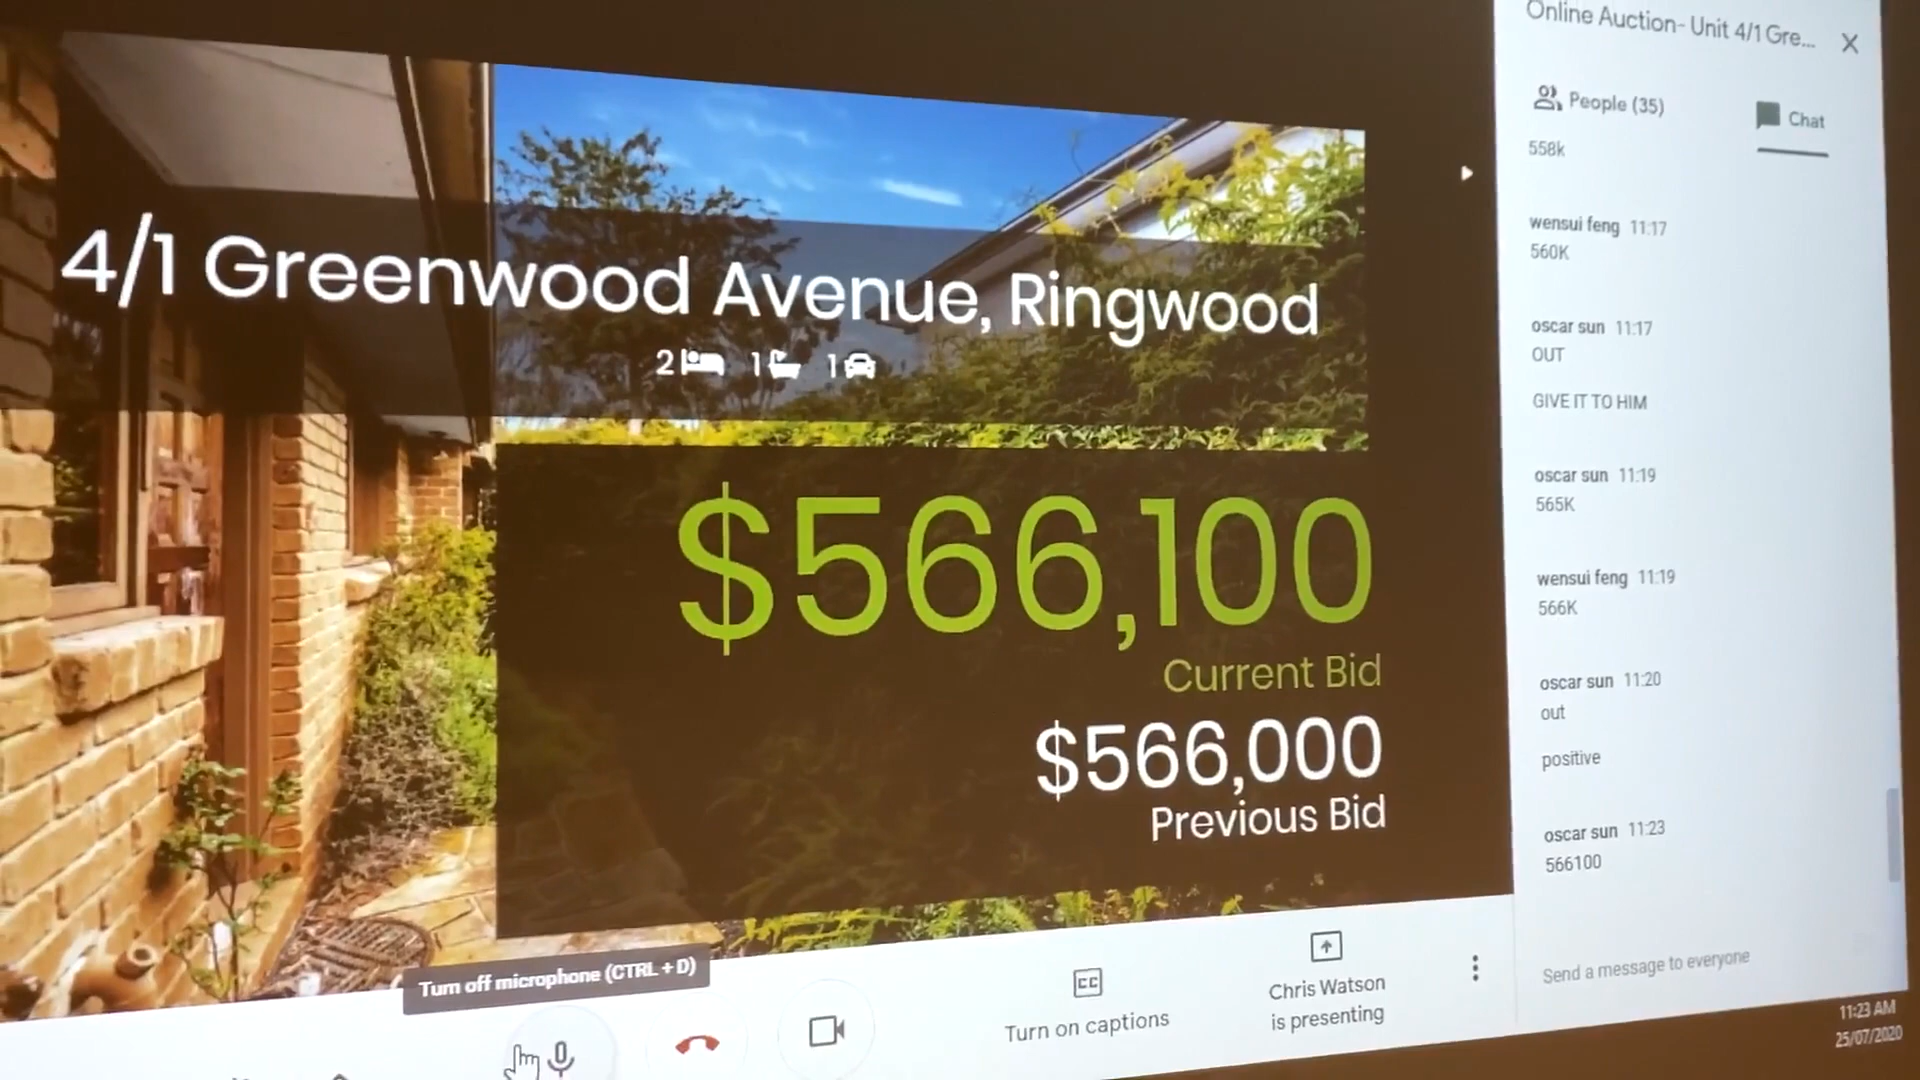 4/1 Greenwood Avenue, Ringwood
2 1 1
$566,100
Current Bid
$566,000
Previous Bid
Turn off microphone (CTRL + D)
Turn on captions
Chris Watson
is presenting
Online Auction- Unit 4/1 Gre...
People (35)
Chat
558k
wensui feng 11:17
560K
oscar sun 11:17
OUT
GIVE IT TO HIM
oscar sun 11:19
565K
wensui feng 11:19
566K
oscar sun 11:20
out
positive
oscar sun 11:23
566100
Send a message to everyone
11:23 AM
25/07/2020